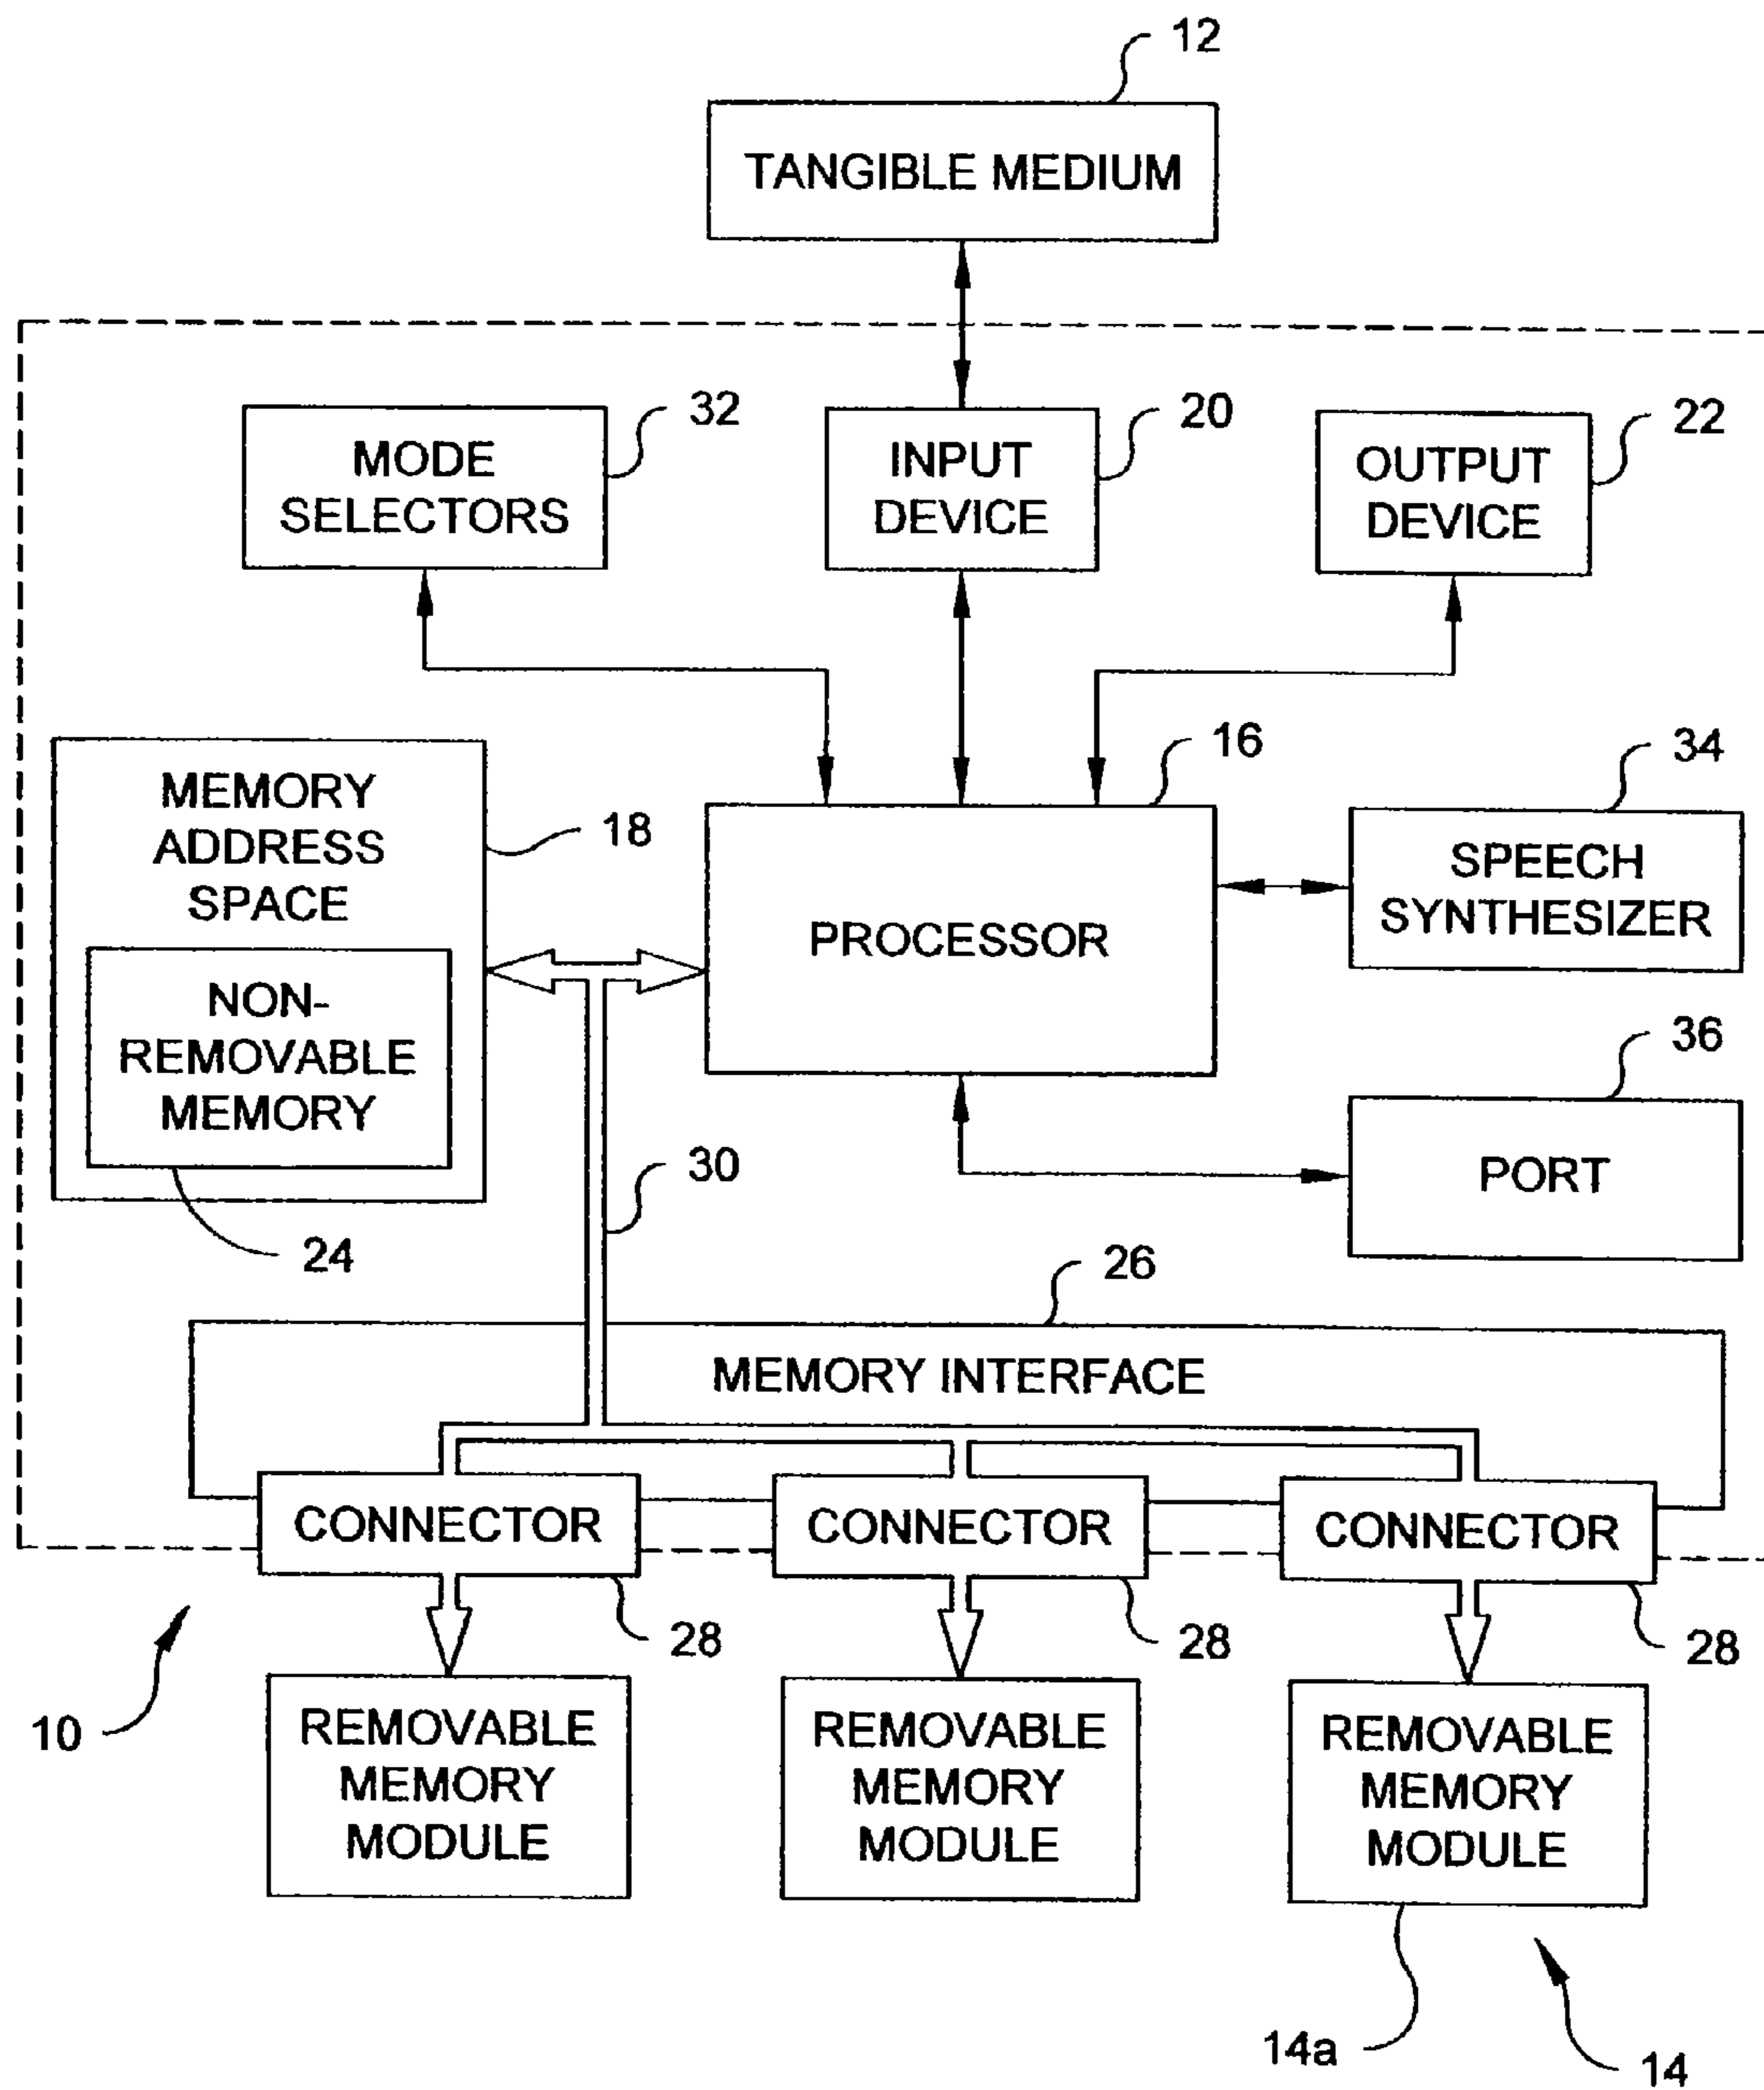 12
TANGIBLE MEDIUM
32
MODE
SELECTORS
20
INPUT
DEVICE
22
OUTPUT
DEVICE
MEMORY
ADDRESS
SPACE
18
NON-
REMOVABLE
MEMORY
24
16
PROCESSOR
34
SPEECH
SYNTHESIZER
36
PORT
30
26
MEMORY INTERFACE
CONNECTOR
CONNECTOR
CONNECTOR
28
28
28
10
REMOVABLE
MEMORY
MODULE
REMOVABLE
MEMORY
MODULE
REMOVABLE
MEMORY
MODULE
14a
14